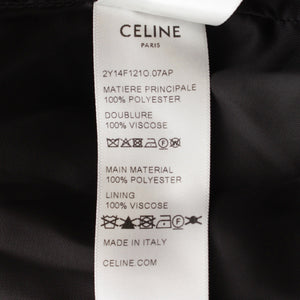 CELINE
PARIS
2Y14F121O.07AP
MATIERE PRINCIPALE
100% POLYESTER
DOUBLURE
100% VISCOSE
MAIN MATERIAL
100% POLYESTER
LINING
100% VISCOSE
MADE IN ITALY
CELINE.COM